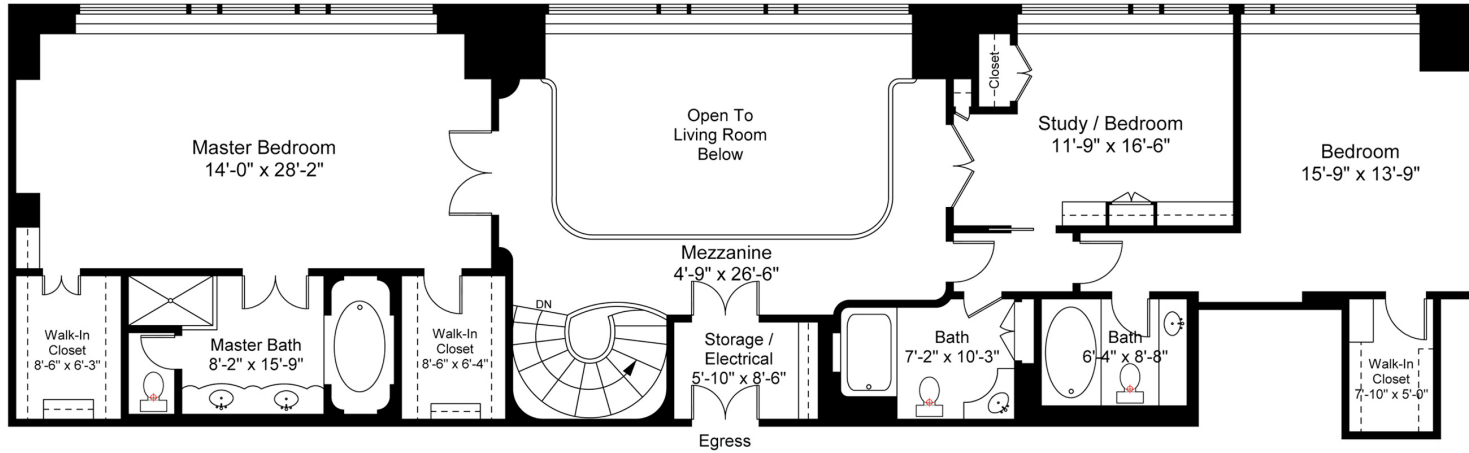 Master Bedroom
14'-0" x 28'-2"
Open To
Living Room
Below
Closet
Study / Bedroom
11'-9" x 16'-6"
Bedroom
15'-9" x 13'-9"
Mezzanine
4'-9" x 26'-6"
DN
Walk-In
Closet
8'-6" x 6'-3"
Master Bath
8'-2" x 15'-9"
Walk-In
Closet
8'-6" x 6'-4"
Storage /
Electrical
5'-10" x 8'-6"
Egress
Bath
7'-2" x 10'-3"
Bath
6'-4" x 8'-8"
Walk-In
Closet
7'-10" x 5'-0"